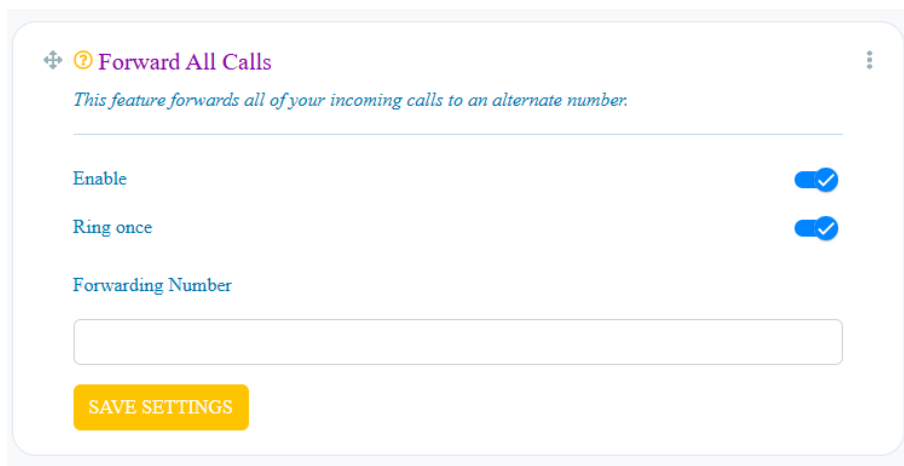 Forward All Calls
This feature forwards all of your incoming calls to an alternate number.
Enable
Ring once
Forwarding Number
SAVE SETTINGS